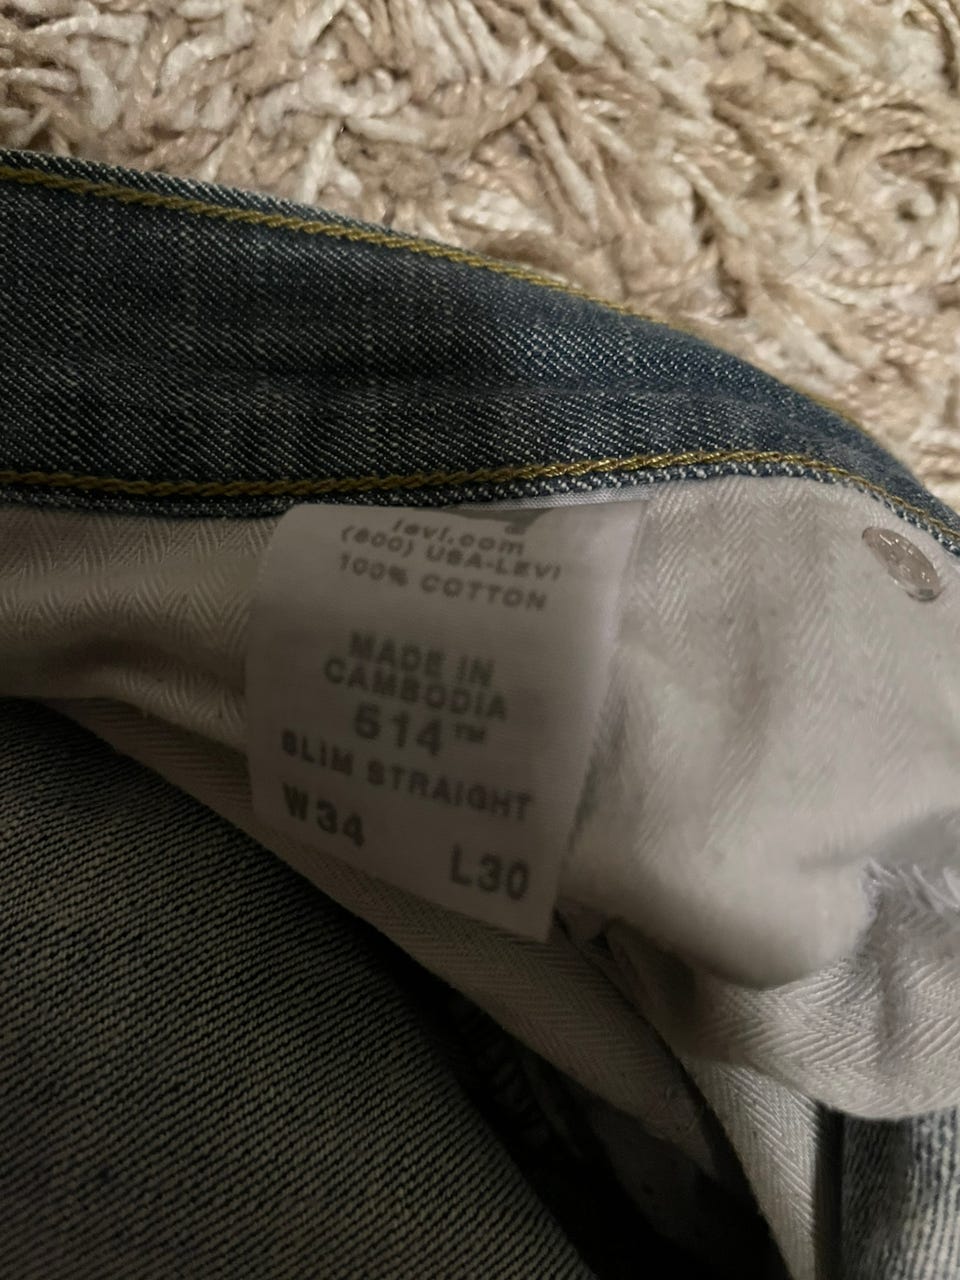 levi.com
(800) USA-LEVI
100% COTTON
MADE IN
CAMBODIA
514™
SLIM STRAIGHT
W34 L30